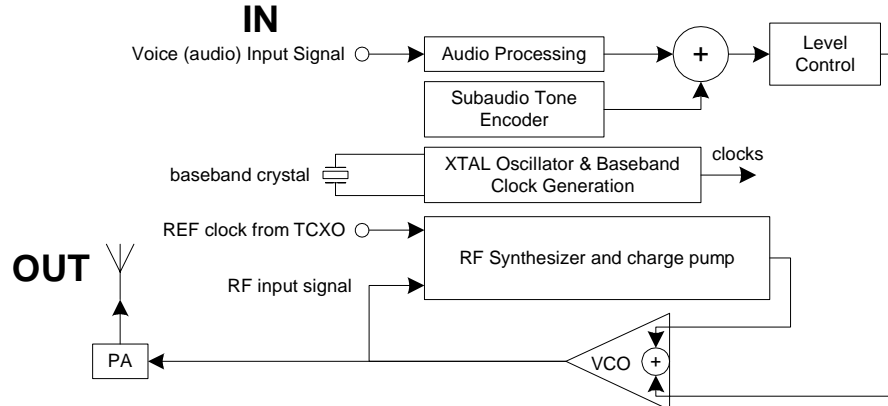 IN
Voice (audio) Input Signal
Audio Processing
+
Level
Control
Subaudio Tone
Encoder
baseband crystal
XTAL Oscillator & Baseband
Clock Generation
clocks
REF clock from TCXO
RF Synthesizer and charge pump
OUT
RF input signal
PA
VCO
+